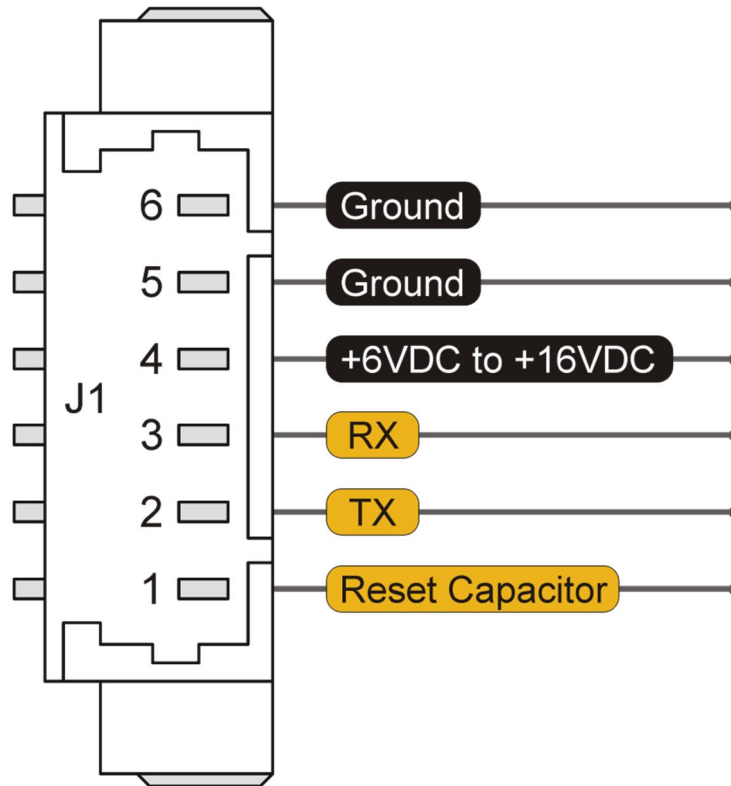 6 Ground
5 Ground
4 +6VDC to +16VDC
J1
3 RX
2 TX
1 Reset Capacitor